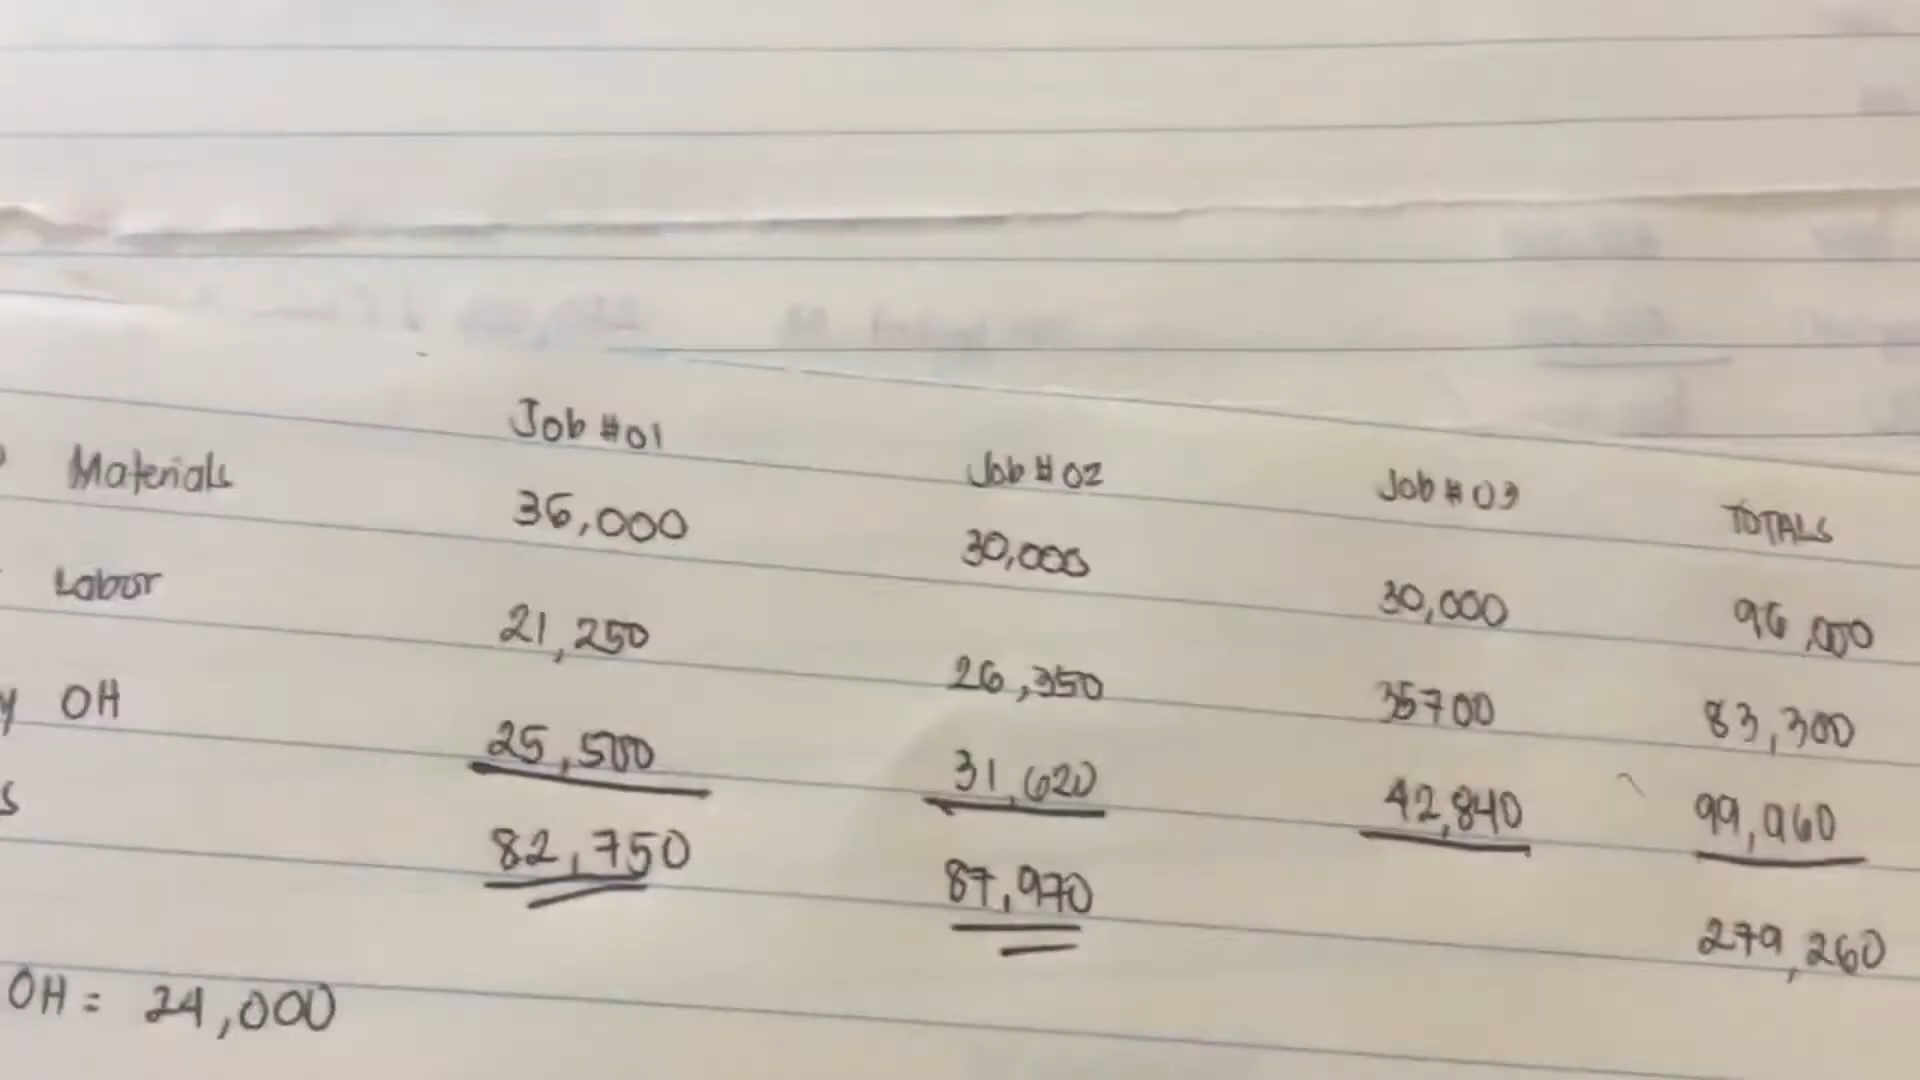 Job #01 Job #02 Job #03 TOTALS
Materials 36,000 30,000 30,000 96,000
Labor 21,250 26,350 35700 83,300
y OH 25,500 31,620 42,840 99,960
s 82,750 87,970 279,260
OH = 24,000